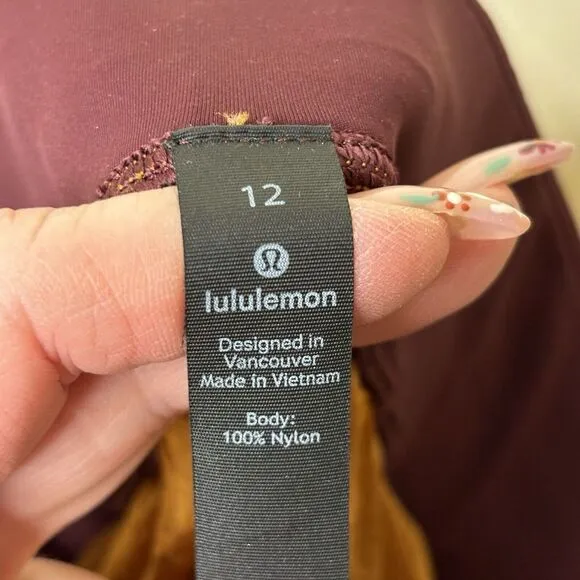 12
lululemon
Designed in
Vancouver
Made in Vietnam
Body:
100% Nylon